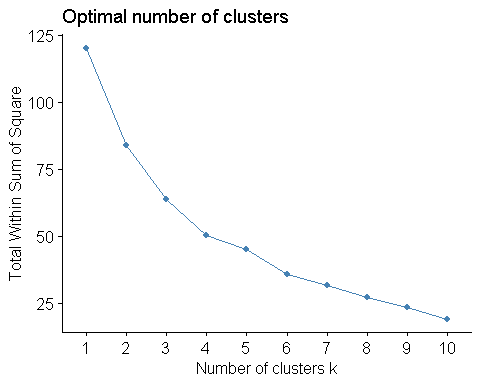 Optimal number of clusters
125
100
75
50
25
Total Within Sum of Square
1 2 3 4 5 6 7 8 9 10
Number of clusters k